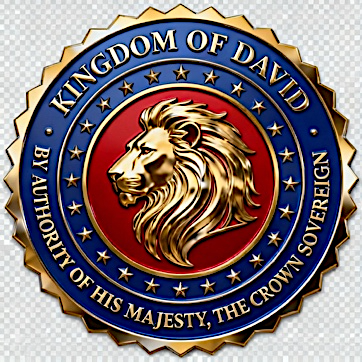 KINGDOM OF DAVID
BY AUTHORITY OF HIS MAJESTY, THE CROWN SOVEREIGN